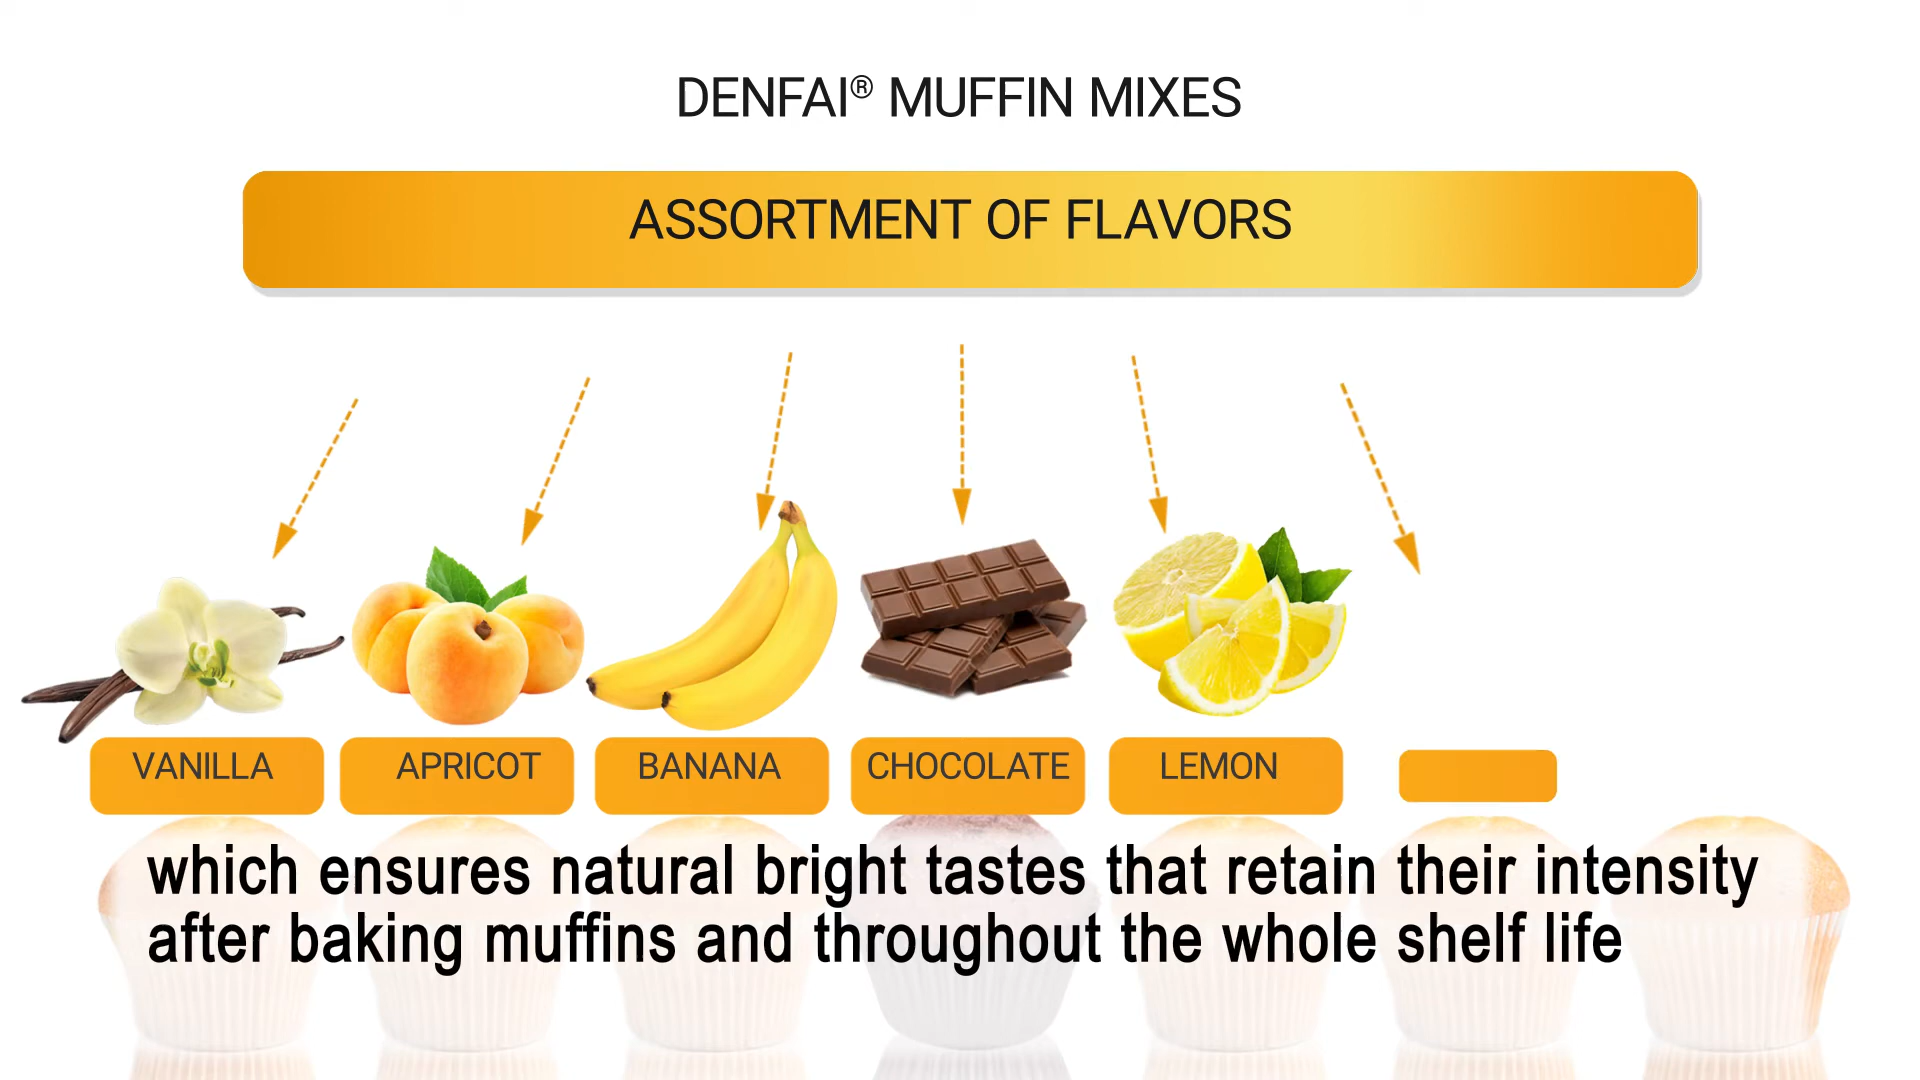 DENFAI® MUFFIN MIXES
ASSORTMENT OF FLAVORS
VANILLA
APRICOT
BANANA
CHOCOLATE
LEMON
which ensures natural bright tastes that retain their intensity
after baking muffins and throughout the whole shelf life